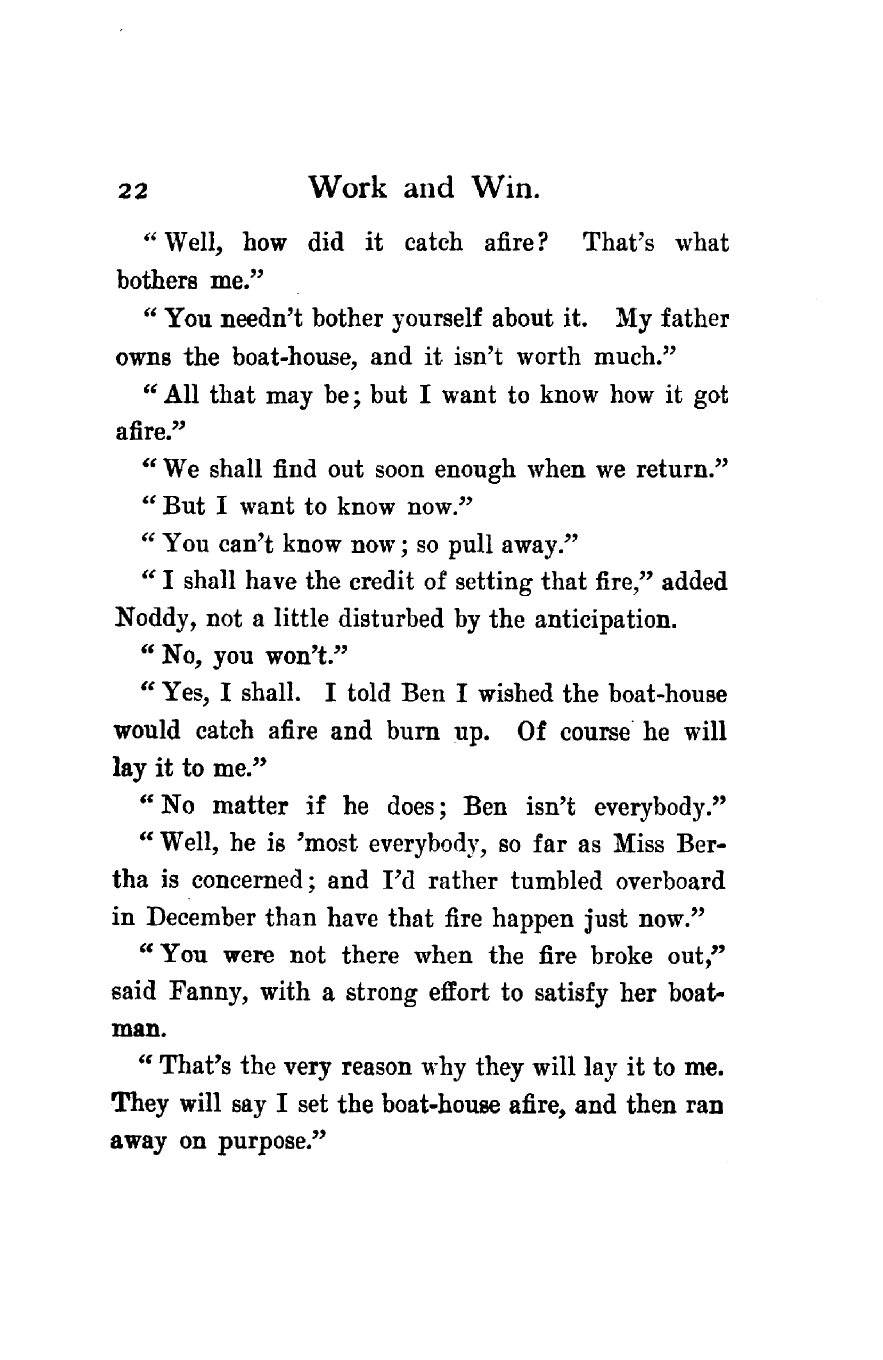 22 Work and Win.
“Well, how did it catch afire? That’s what
bothers me.”
“You needn’t bother yourself about it. My father
owns the boat-house, and it isn’t worth much.”
“All that may be; but I want to know how it got
afire.”
“We shall find out soon enough when we return.”
“But I want to know now.”
“You can’t know now; so pull away.”
“I shall have the credit of setting that fire,” added
Noddy, not a little disturbed by the anticipation.
“No, you won’t.”
“Yes, I shall. I told Ben I wished the boat-house
would catch afire and burn up. Of course he will
lay it to me.”
“No matter if he does; Ben isn’t everybody.”
“Well, he is ’most everybody, so far as Miss Ber-
tha is concerned; and I’d rather tumbled overboard
in December than have that fire happen just now.”
“You were not there when the fire broke out,”
said Fanny, with a strong effort to satisfy her boat-
man.
“That’s the very reason why they will lay it to me.
They will say I set the boat-house afire, and then ran
away on purpose.”